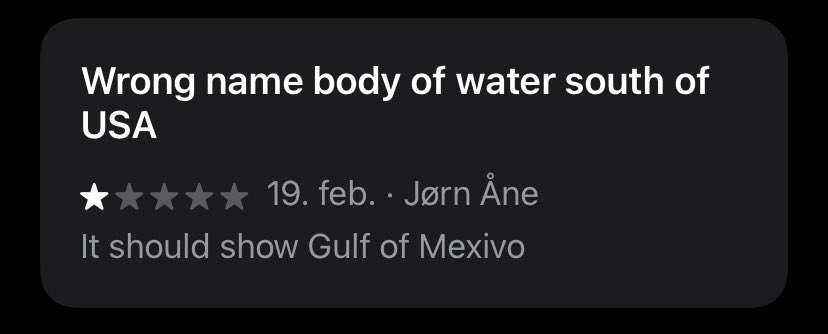 Wrong name body of water south of
USA
19. feb. · Jørn Åne
It should show Gulf of Mexivo